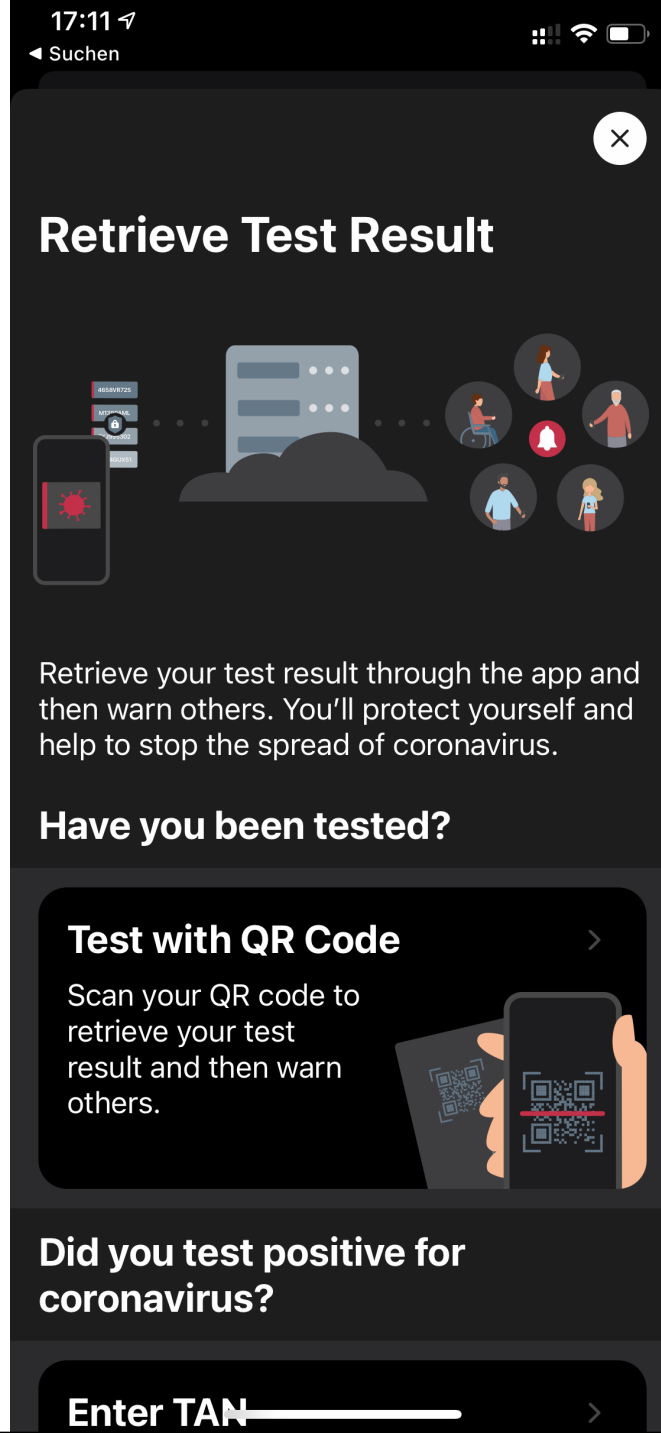 17:11
◀ Suchen
Retrieve Test Result
4658VR72S
Retrieve your test result through the app and
then warn others. You’ll protect yourself and
help to stop the spread of coronavirus.
Have you been tested?
Test with QR Code
Scan your QR code to
retrieve your test
result and then warn
others.
Did you test positive for
coronavirus?
Enter TAN